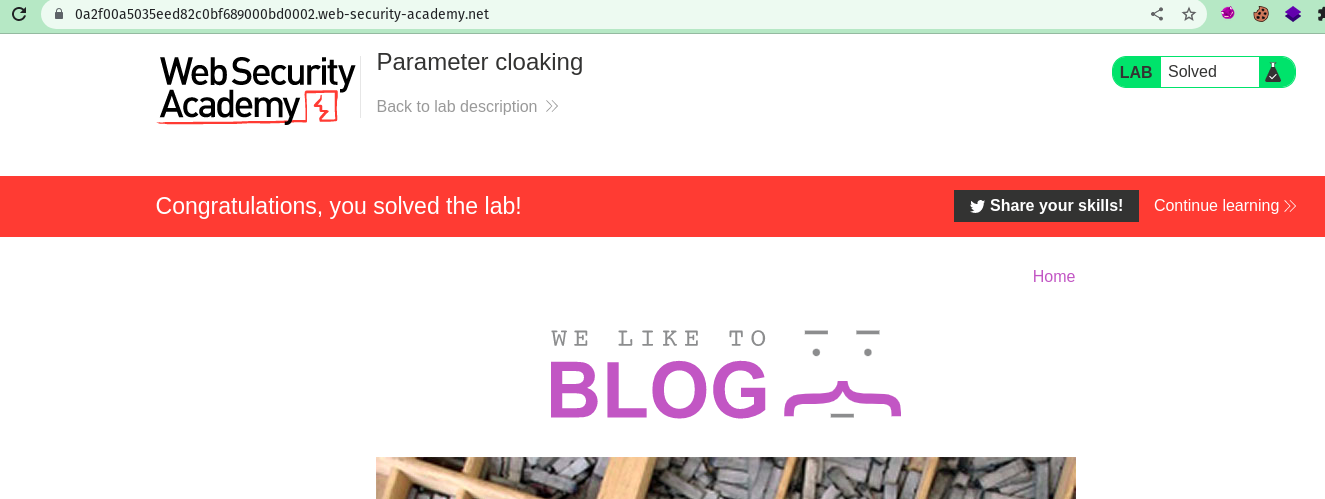 0a2f00a5035eed82c0bf689000bd0002.web-security-academy.net
Web Security
Academy
Parameter cloaking
Back to lab description
LAB Solved
Congratulations, you solved the lab!
Share your skills!
Continue learning
Home
WE LIKE TO
BLOG